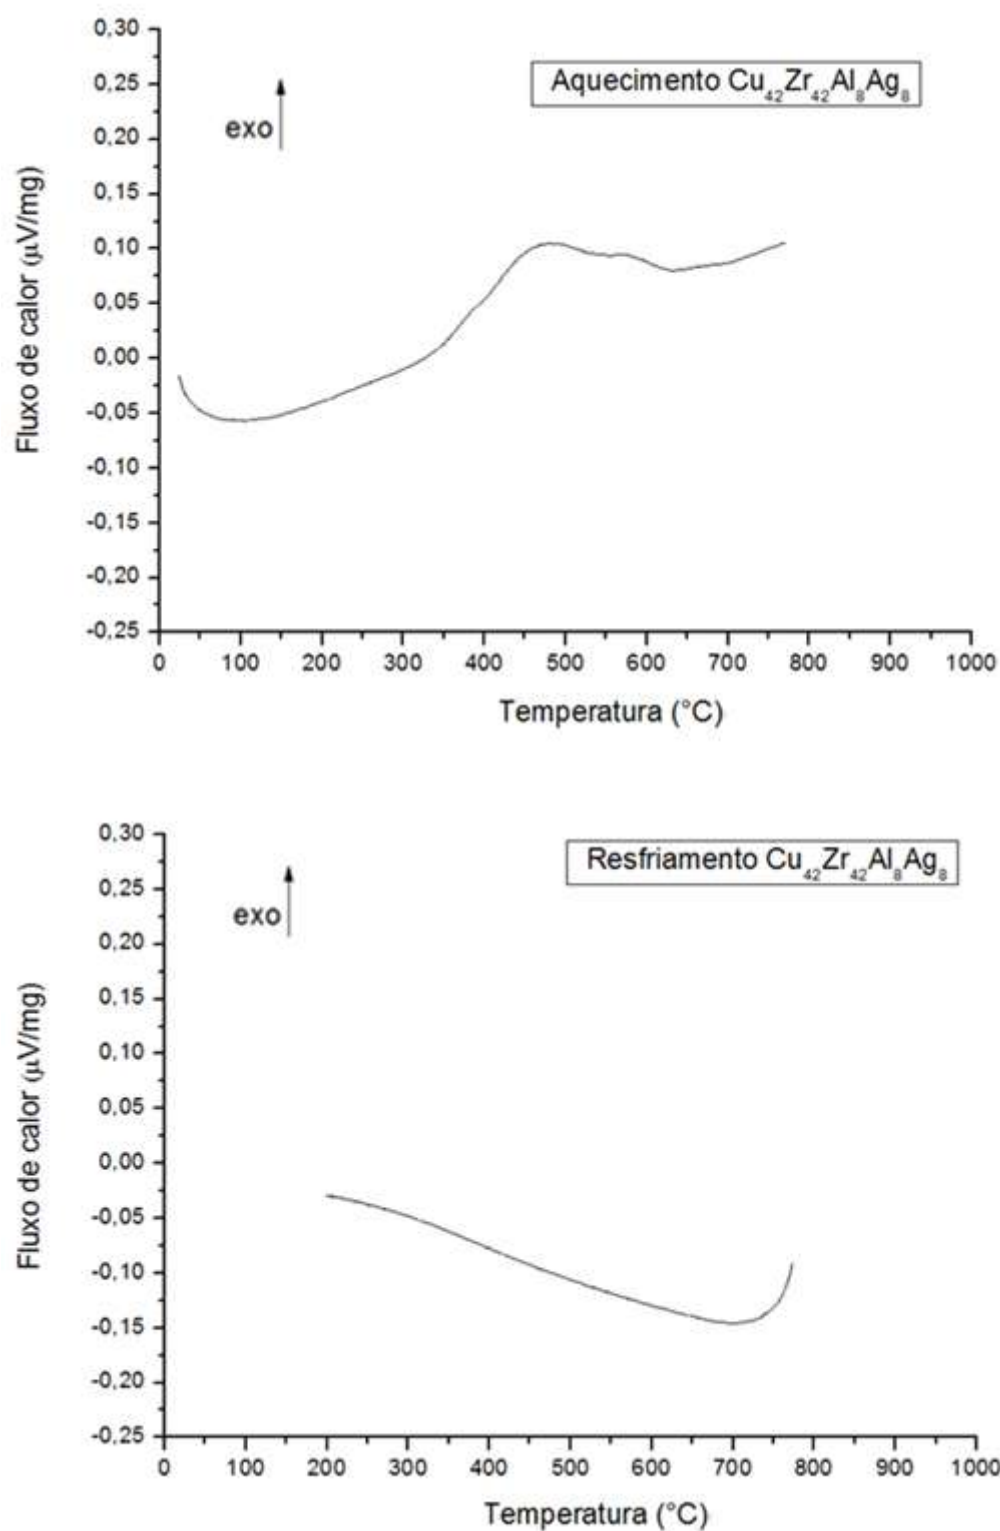 0,30
Aquecimento Cu₄₂Zr₄₂Al₈Ag₈
0,25
exo
0,20
0,15
0,10
0,05
0,00
-0,05
-0,10
-0,15
-0,20
-0,25
Fluxo de calor (μV/mg)
0 100 200 300 400 500 600 700 800 900 1000
Temperatura (°C)
0,30
Resfriamento Cu₄₂Zr₄₂Al₈Ag₈
0,25
exo
0,20
0,15
0,10
0,05
0,00
-0,05
-0,10
-0,15
-0,20
-0,25
Fluxo de calor (μV/mg)
0 100 200 300 400 500 600 700 800 900 1000
Temperatura (°C)